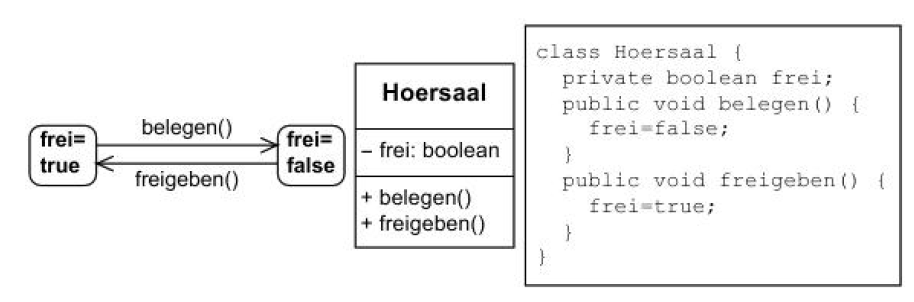 frei=
true
belegen()
freigeben()
frei=
false
Hoersaal
– frei: boolean
+ belegen()
+ freigeben()
class Hoersaal {
  private boolean frei;
  public void belegen() {
    frei=false;
  }
  public void freigeben() {
    frei=true;
  }
}